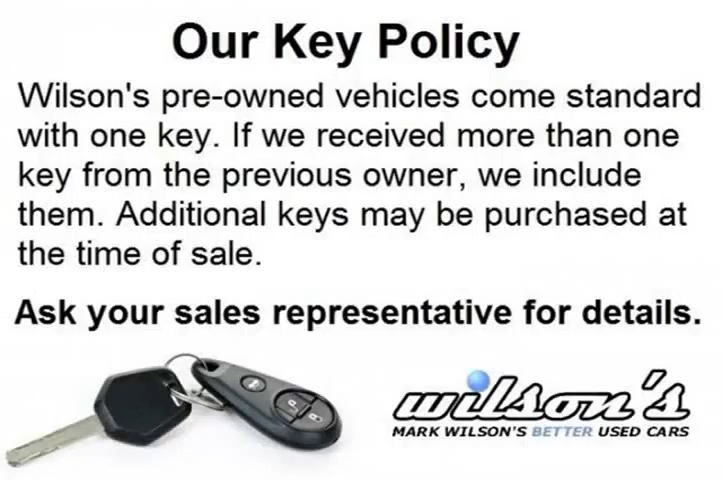 Our Key Policy
Wilson's pre-owned vehicles come standard
with one key. If we received more than one
key from the previous owner, we include
them. Additional keys may be purchased at
the time of sale.
Ask your sales representative for details.
wilson's
MARK WILSON'S BETTER USED CARS